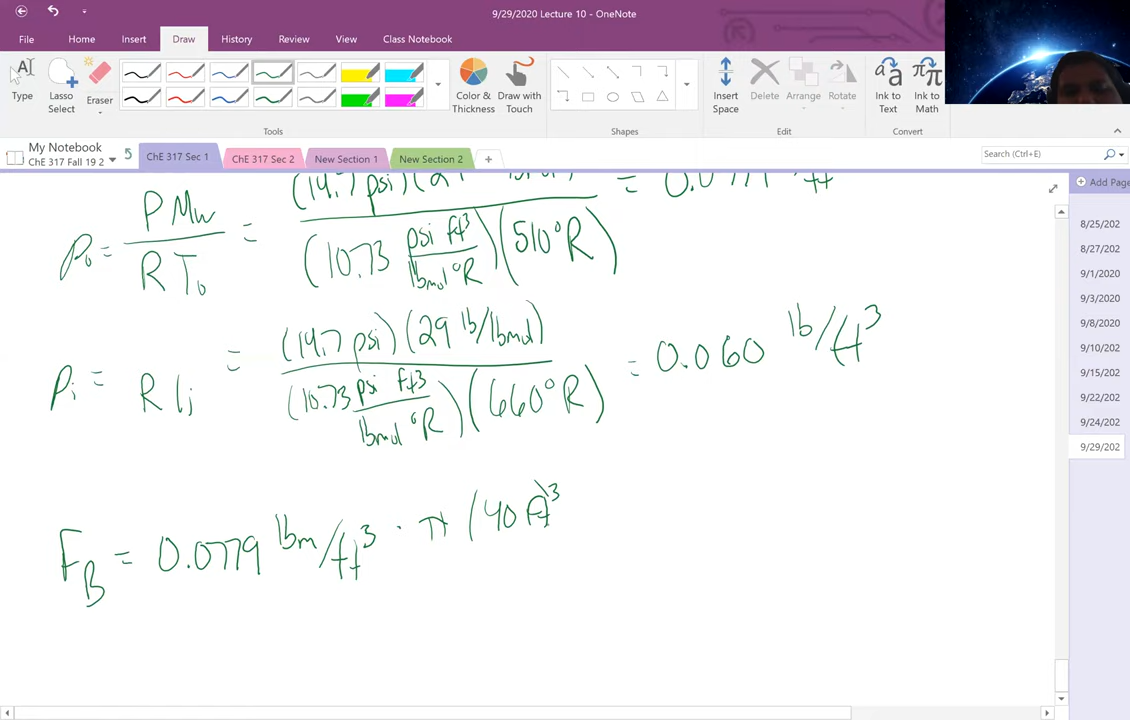 9/29/2020 Lecture 10 - OneNote
File Home Insert Draw History Review View Class Notebook
Type Lasso Select Eraser Color & Thickness Draw with Touch Insert Space Delete Arrange Rotate Ink to Text Ink to Math
Tools Shapes Edit Convert
My Notebook
ChE 317 Fall 19 2
ChE 317 Sec 1 ChE 317 Sec 2 New Section 1 New Section 2 +
Search (Ctrl+E)
Add Page
8/25/202
8/27/202
9/1/2020
9/3/2020
9/8/2020
9/10/202
9/15/202
9/22/202
9/24/202
9/29/202
ρ₀ = P Mw / R T₀ = (14.7 psi) / (10.73 psi ft³ / lbmol °R)(510°R) =
ρi = R Ti = (14.7 psi)(29 lb/lbmol) / (10.73 psi ft³ / lbmol °R)(660°R) = 0.060 lb/ft³
F_B = 0.0779 lbm/ft³ · π (40 ft)³